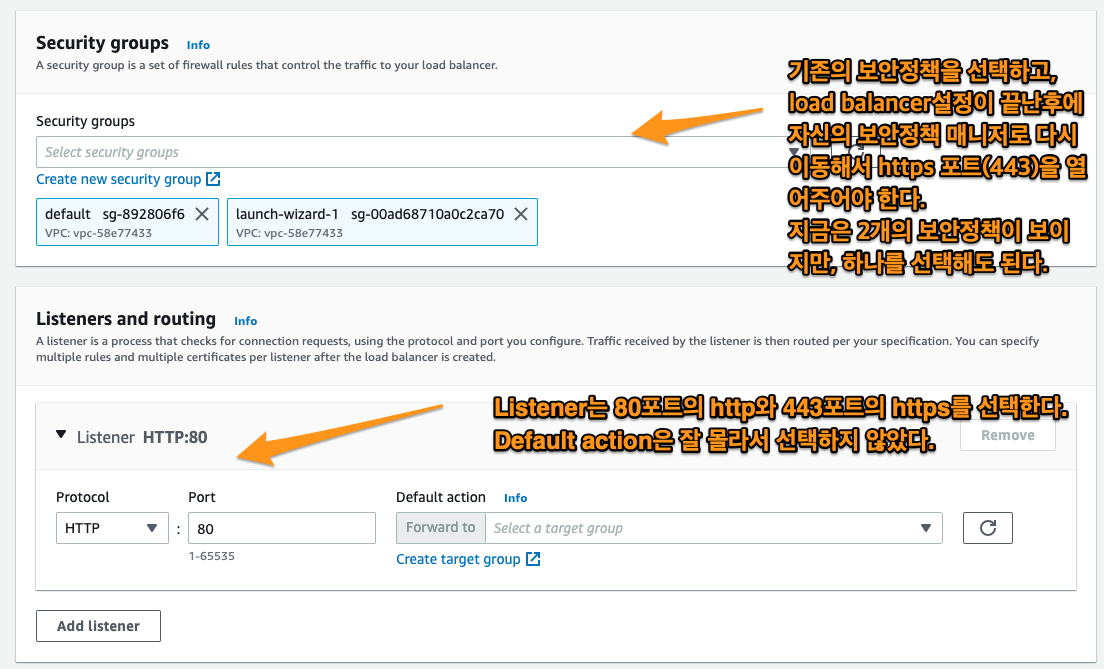 Security groups Info
A security group is a set of firewall rules that control the traffic to your load balancer.
기존의 보안정책을 선택하고,
load balancer설정이 끝난후에
자신의 보안정책 매니저로 다시
이동해서 https 포트(443)을 열
어주어야 한다.
지금은 2개의 보안정책이 보이
지만, 하나를 선택해도 된다.
Security groups
Select security groups
Create new security group
default sg-892806f6
VPC: vpc-58e77433
launch-wizard-1 sg-00ad68710a0c2ca70
VPC: vpc-58e77433
Listeners and routing Info
A listener is a process that checks for connection requests, using the protocol and port you configure. Traffic received by the listener is then routed per your specification. You can specify
multiple rules and multiple certificates per listener after the load balancer is created.
Listener는 80포트의 http와 443포트의 https를 선택한다.
Default action은 잘 몰라서 선택하지 않았다.
Listener HTTP:80
Remove
Protocol Port Default action Info
HTTP : 80 Forward to Select a target group
1-65535
Create target group
Add listener